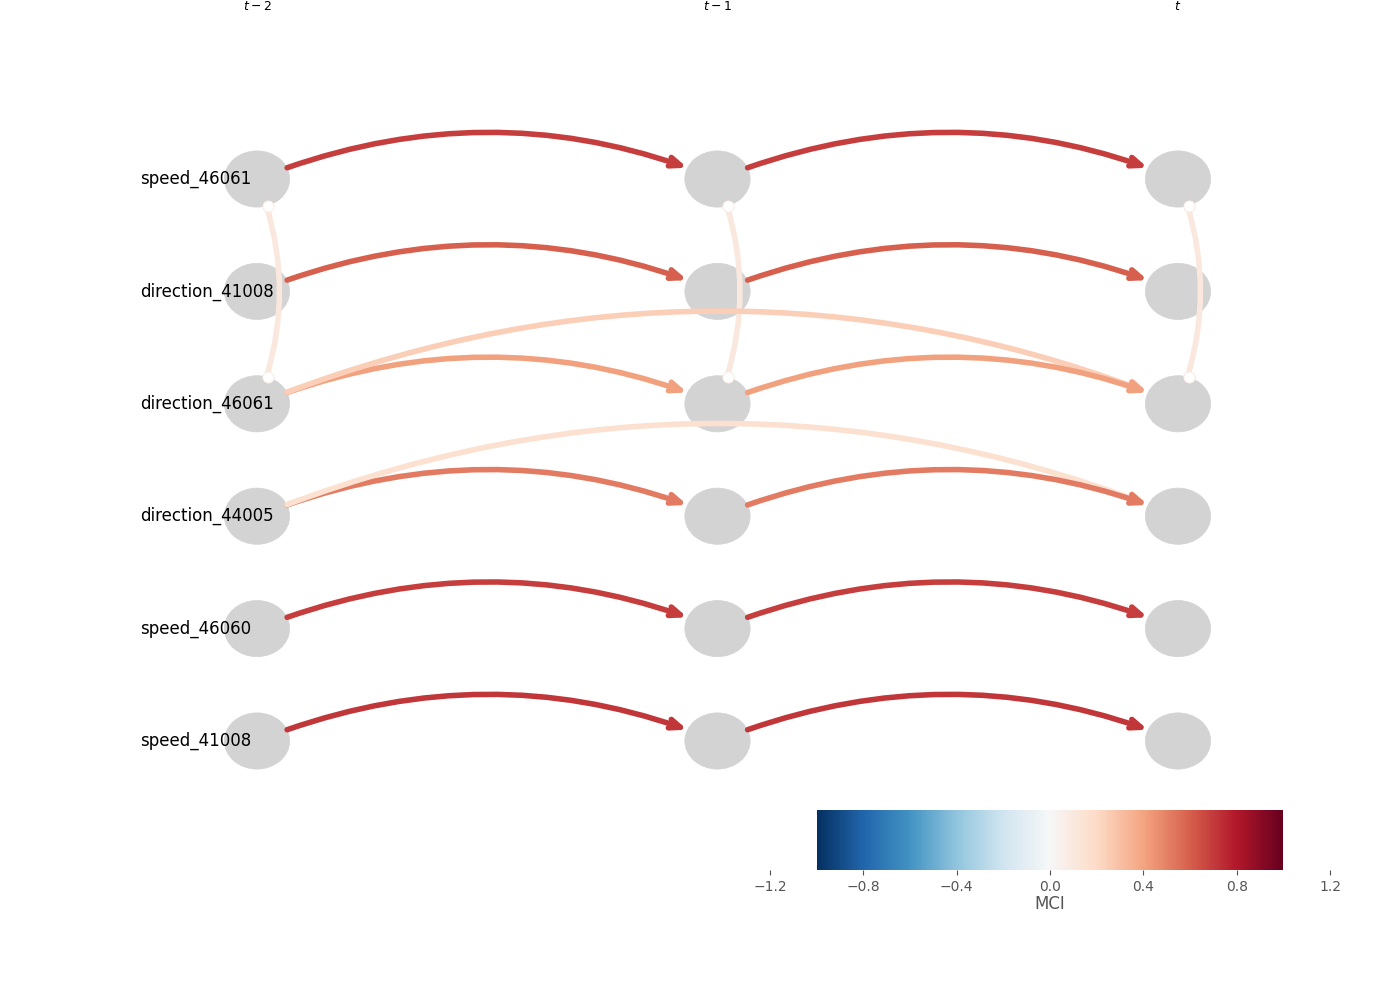 t − 2 t − 1 t
speed_46061
direction_41008
direction_46061
direction_44005
speed_46060
speed_41008
−1.2 −0.8 −0.4 0.0 0.4 0.8 1.2
MCI